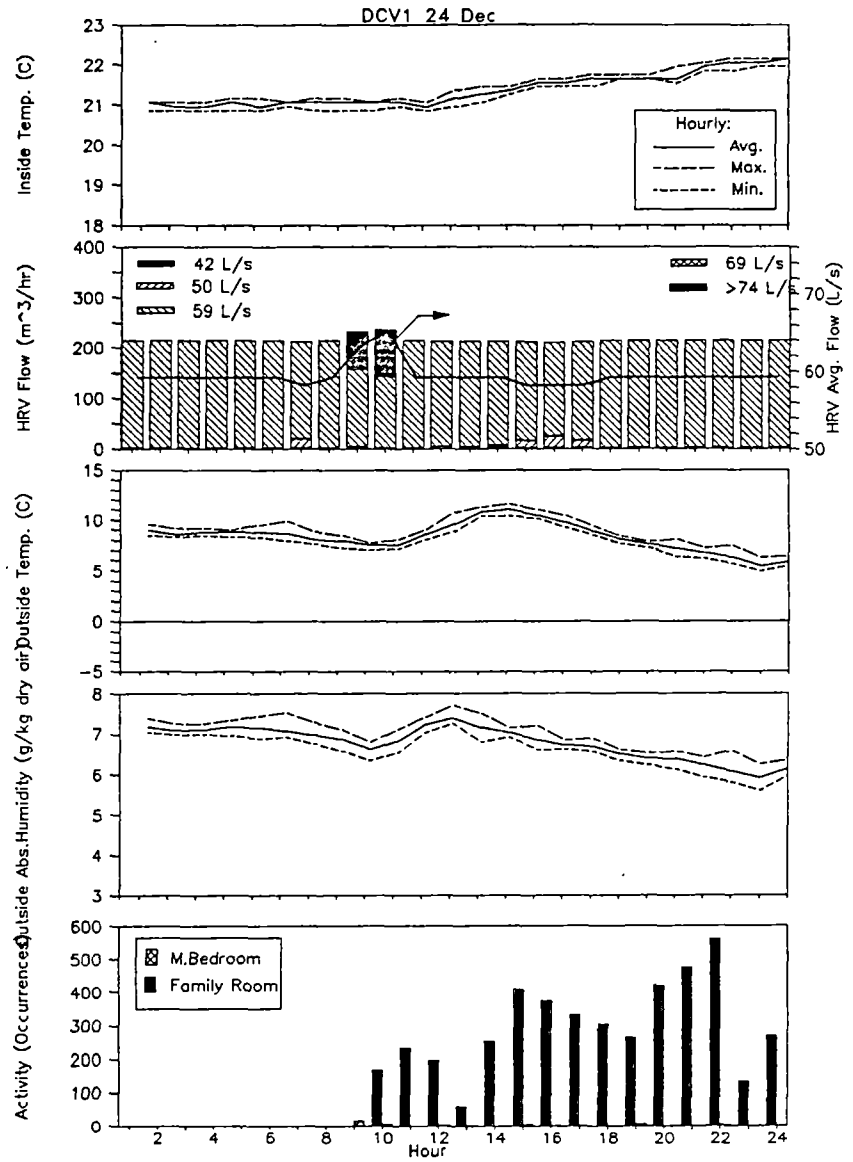 DCV1 24 Dec
Inside Temp. (C)
23
22
21
20
19
18
Hourly:
Avg.
Max.
Min.
HRV Flow (m^3/hr)
400
300
200
100
0
42 L/s
50 L/s
59 L/s
69 L/s
>74 L/s
70
60
50
HRV Avg. Flow (L/s)
Outside Temp. (C)
15
10
5
0
-5
Outside Abs.Humidity (g/kg dry air)
8
7
6
5
4
3
Activity (Occurrences)
600
500
400
300
200
100
0
M.Bedroom
Family Room
2 4 6 8 10 12 14 16 18 20 22 24
Hour